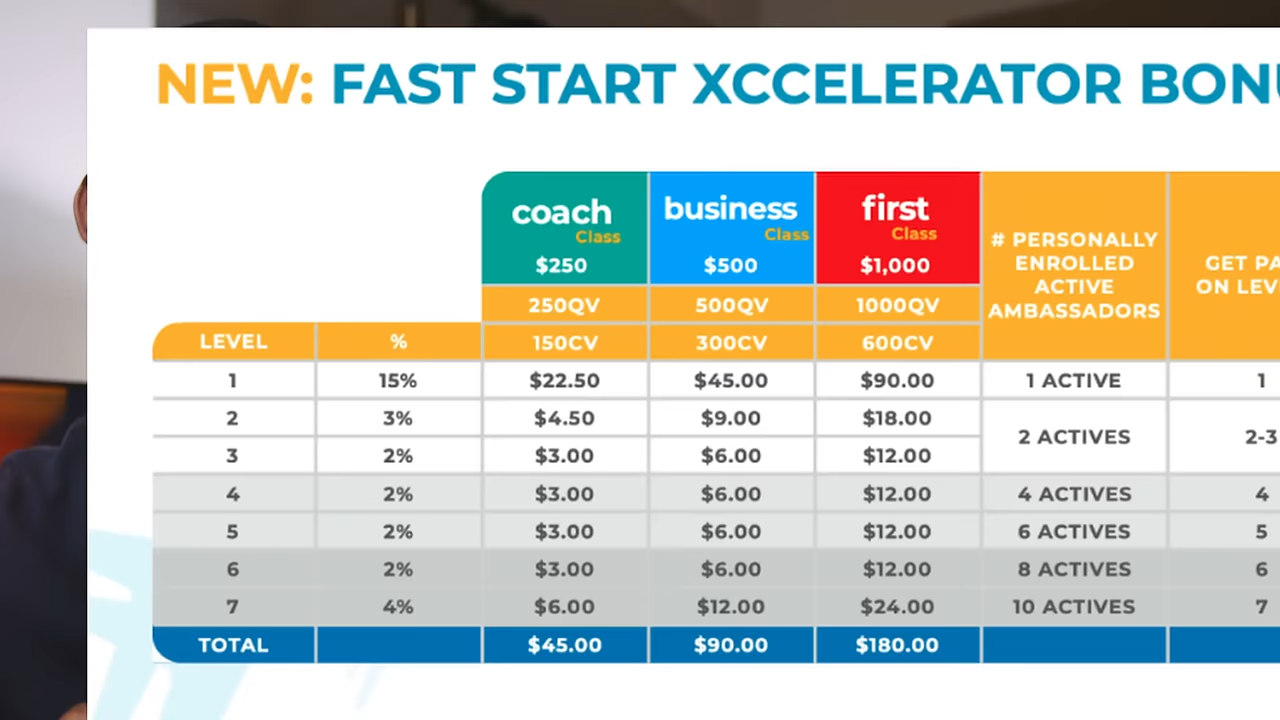 NEW: FAST START XCCELERATOR
coach Class $250
business Class $500
first Class $1,000
# PERSONALLY
ENROLLED
ACTIVE
AMBASSADORS
GET
ON
250QV 500QV 1000QV
LEVEL % 150CV 300CV 600CV
1 15% $22.50 $45.00 $90.00 1 ACTIVE 1
2 3% $4.50 $9.00 $18.00
2 ACTIVES 2-3
3 2% $3.00 $6.00 $12.00
4 2% $3.00 $6.00 $12.00 4 ACTIVES 4
5 2% $3.00 $6.00 $12.00 6 ACTIVES 5
6 2% $3.00 $6.00 $12.00 8 ACTIVES 6
7 4% $6.00 $12.00 $24.00 10 ACTIVES 7
TOTAL $45.00 $90.00 $180.00